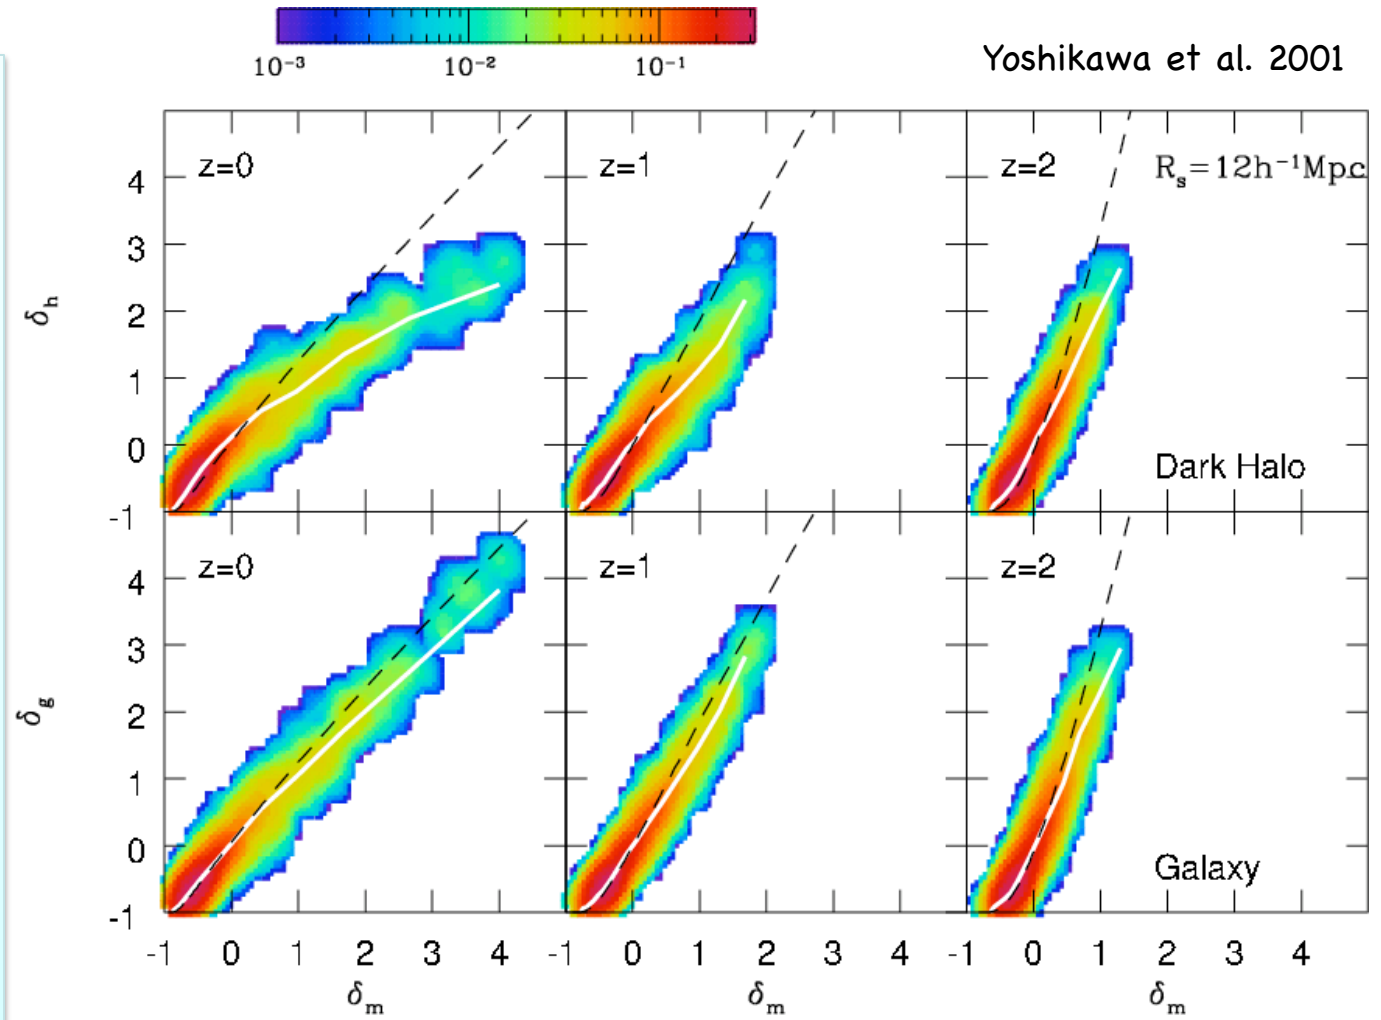 10⁻³ 10⁻² 10⁻¹
Yoshikawa et al. 2001
z=0 z=1 z=2 Rₛ=12h⁻¹Mpc
4
3
2
1
0
-1
δₕ
Dark Halo
z=0 z=1 z=2
4
3
2
1
0
-1
δg
Galaxy
-1 0 1 2 3 4 -1 0 1 2 3 4 -1 0 1 2 3 4
δₘ δₘ δₘ